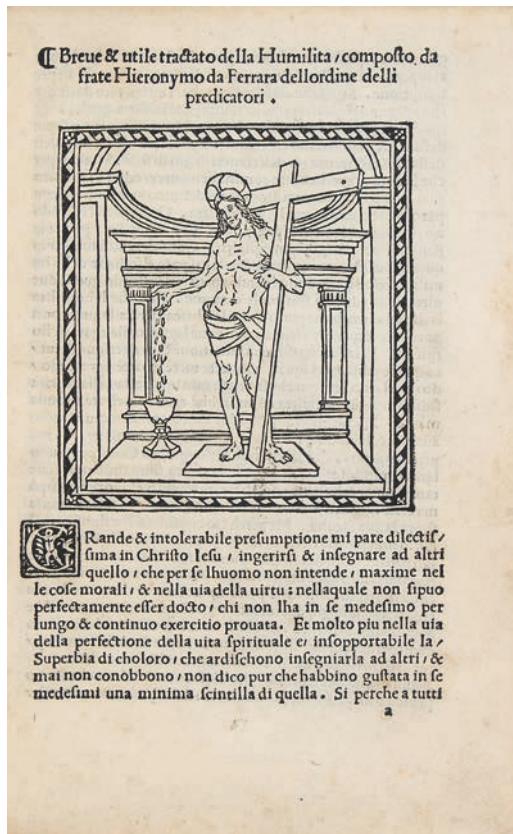 ¶ Breue & utile tractato della Humilita / composto da
frate Hieronymo da Ferrara dellordine delli
predicatori .
GRande & intolerabile presumptione mi pare dilectis/
sima in Christo Iesu / ingerirsi & insegnare ad altri
quello / che per se lhuomo non intende / maxime nel
le cose morali / & nella uia della uirtu : nellaquale non sipuo
perfectamente esser docto / chi non lha in se medesimo per
lungo & continuo exercitio prouata . Et molto piu nella uia
della perfectione della uita spirituale e / insopportabile la /
Superbia di choloro / che ardischono insegniarla ad altri / &
mai non conobbono / non dico pur che habbino gustata in se
medesimi una minima scintilla di quella . Si perche a tutti
a